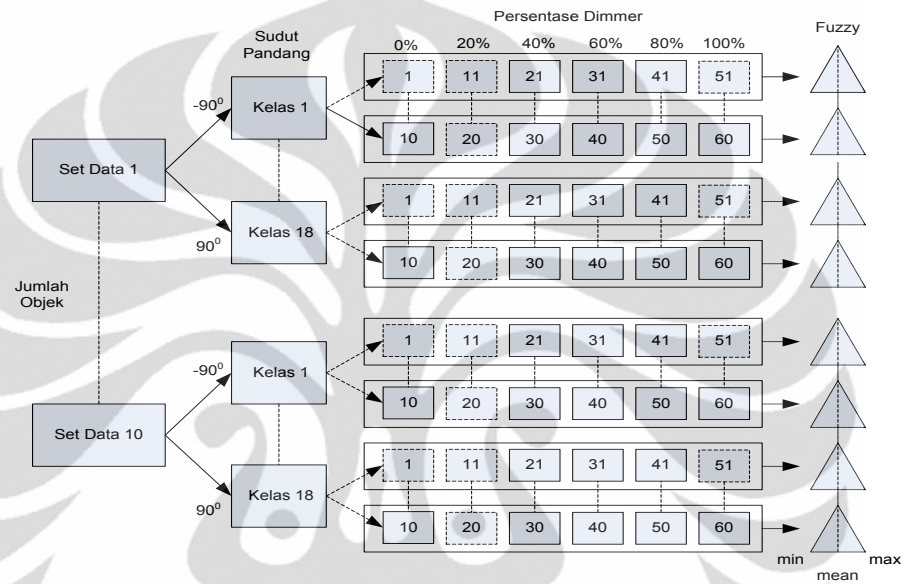 Persentase Dimmer
Fuzzy
Sudut
Pandang
0% 20% 40% 60% 80% 100%
-90⁰
Kelas 1
1 11 21 31 41 51
10 20 30 40 50 60
Set Data 1
90⁰
Kelas 18
1 11 21 31 41 51
10 20 30 40 50 60
Jumlah
Objek
-90⁰
Kelas 1
1 11 21 31 41 51
10 20 30 40 50 60
Set Data 10
90⁰
Kelas 18
1 11 21 31 41 51
10 20 30 40 50 60
min max
mean